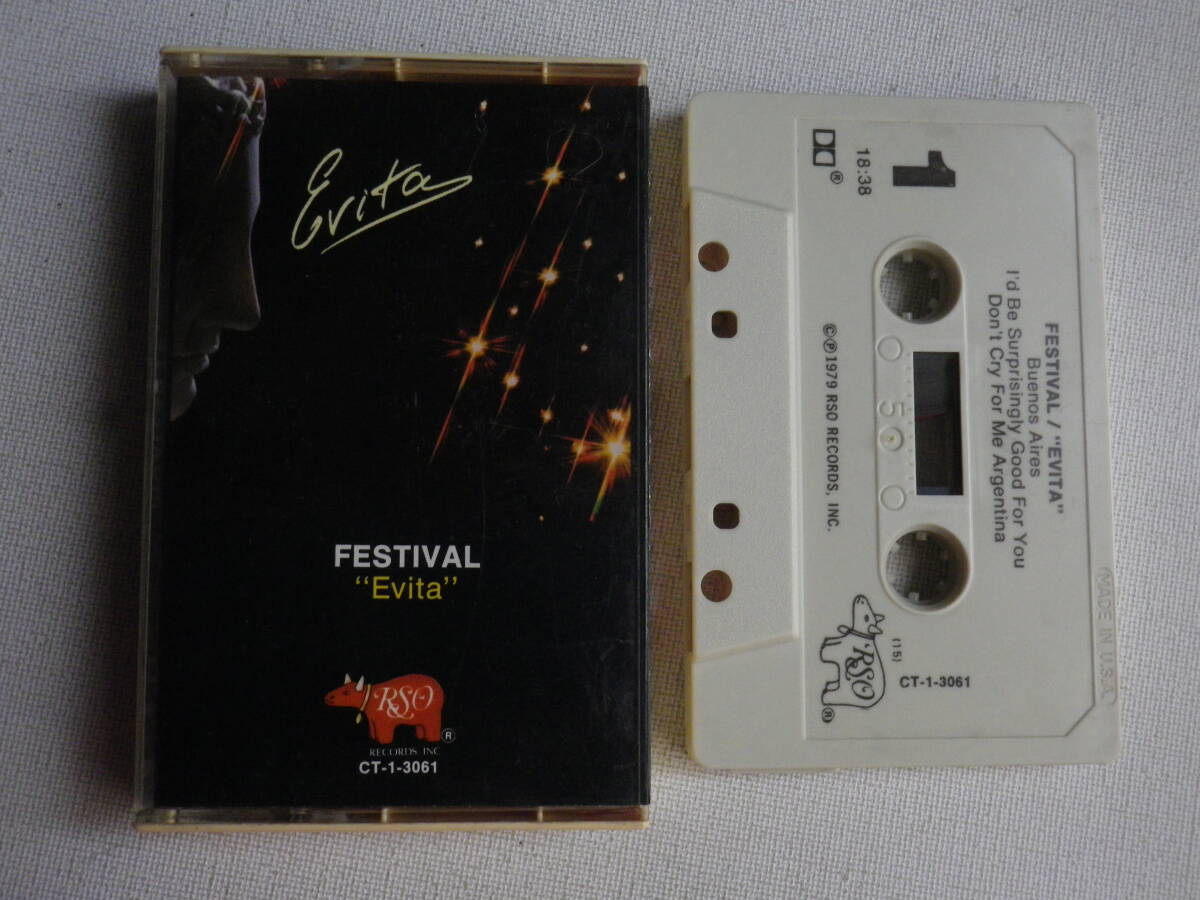 Evita
FESTIVAL
“Evita”
RSO
®
RECORDS INC
CT-1-3061
1
18:38
®
FESTIVAL / “EVITA”
Buenos Aires
I'd Be Surprisingly Good For You
Don't Cry For Me Argentina
5
©℗1979 RSO RECORDS, INC.
RSO
®
(15)
CT-1-3061
MADE IN U.S.A.